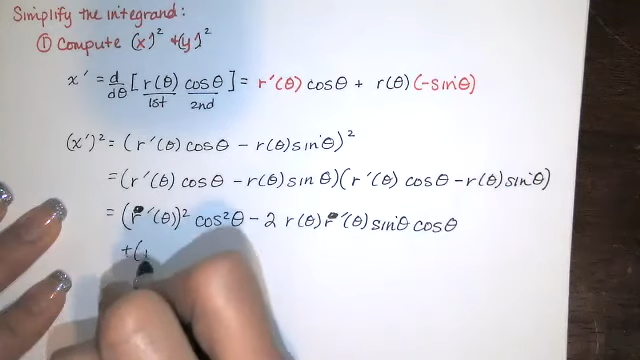 Simplify the integrand:
① Compute (x)² + (y)²
x' = d/dθ [r(θ) cosθ] = r'(θ) cosθ + r(θ)(-sinθ)
1st 2nd
(x')² = (r'(θ) cosθ - r(θ) sinθ)²
= (r'(θ) cosθ - r(θ) sinθ)(r'(θ) cosθ - r(θ) sinθ)
= (r'(θ))² cos²θ - 2 r(θ) r'(θ) sinθ cosθ
+(